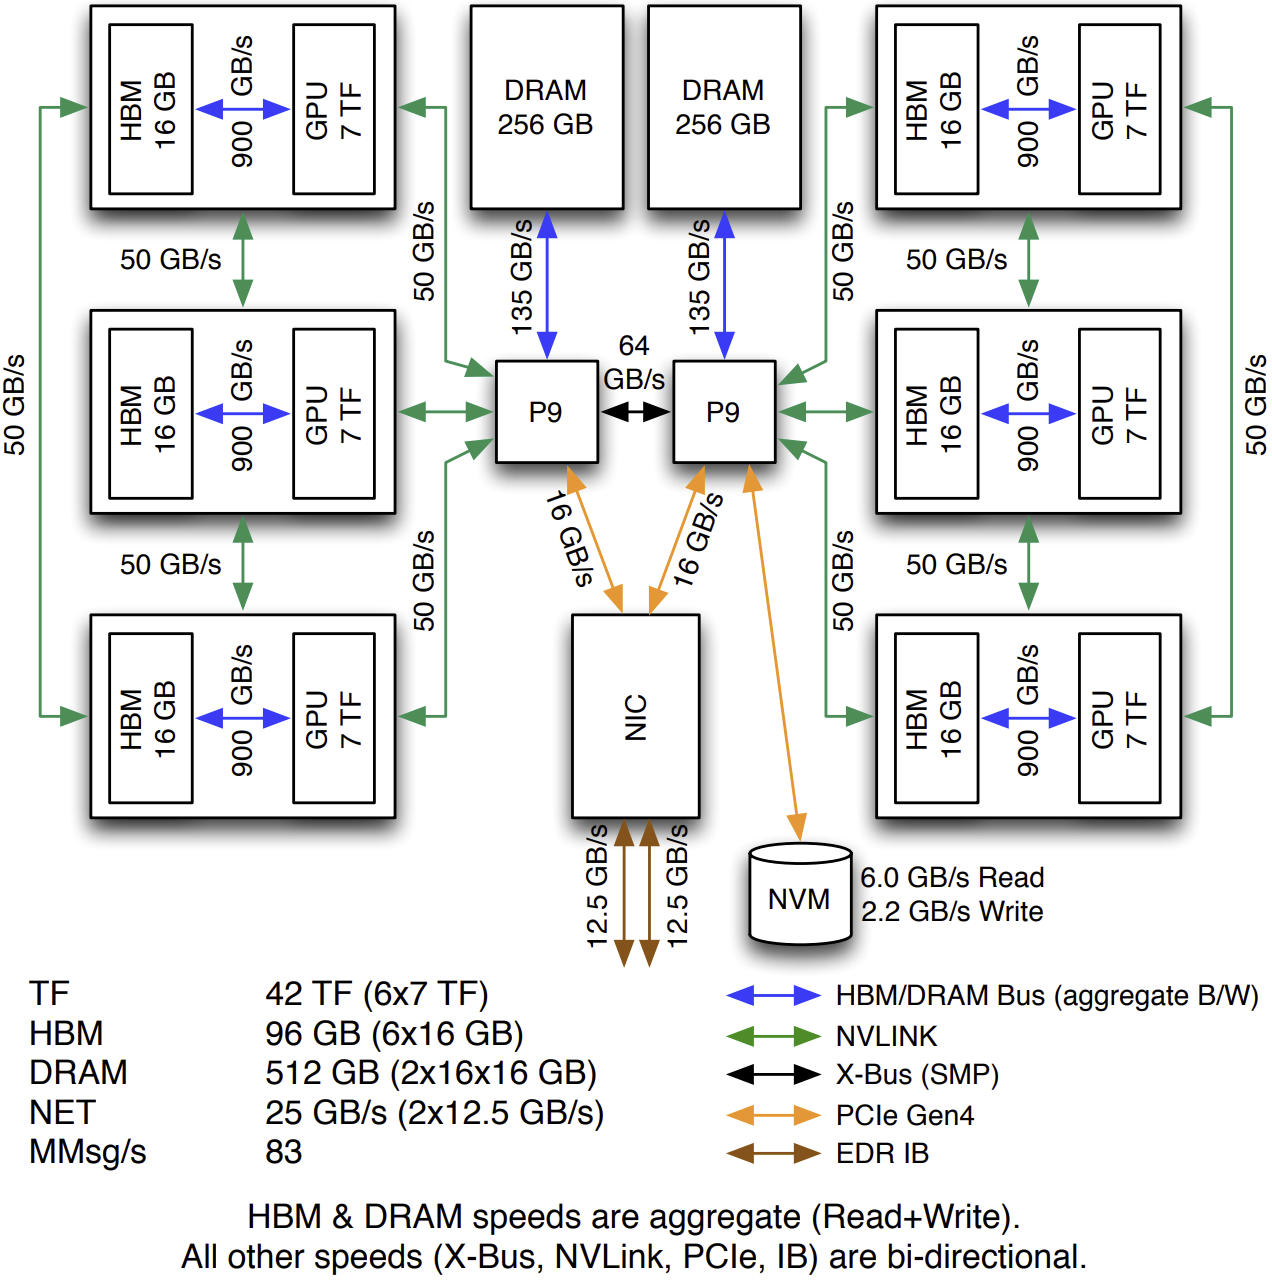 HBM
16 GB
900 GB/s
GPU
7 TF
DRAM
256 GB
DRAM
256 GB
HBM
16 GB
900 GB/s
GPU
7 TF
50 GB/s
50 GB/s
135 GB/s
135 GB/s
50 GB/s
50 GB/s
50 GB/s
HBM
16 GB
900 GB/s
GPU
7 TF
P9
64
GB/s
P9
HBM
16 GB
900 GB/s
GPU
7 TF
50 GB/s
50 GB/s
50 GB/s
50 GB/s
16 GB/s
16 GB/s
50 GB/s
50 GB/s
HBM
16 GB
900 GB/s
GPU
7 TF
NIC
HBM
16 GB
900 GB/s
GPU
7 TF
12.5 GB/s
12.5 GB/s
NVM
6.0 GB/s Read
2.2 GB/s Write
TF 42 TF (6x7 TF)
HBM 96 GB (6x16 GB)
DRAM 512 GB (2x16x16 GB)
NET 25 GB/s (2x12.5 GB/s)
MMsg/s 83
HBM/DRAM Bus (aggregate B/W)
NVLINK
X-Bus (SMP)
PCIe Gen4
EDR IB
HBM & DRAM speeds are aggregate (Read+Write).
All other speeds (X-Bus, NVLink, PCIe, IB) are bi-directional.